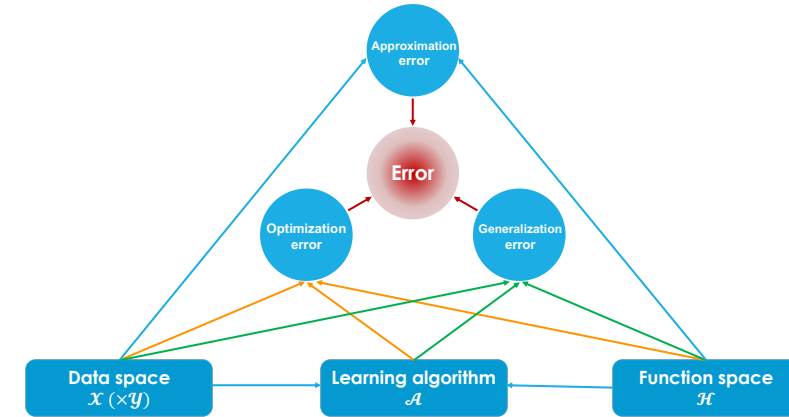 Approximation
error
Error
Optimization
error
Generalization
error
Data space
𝒳 (×𝒴)
Learning algorithm
𝒜
Function space
ℋ